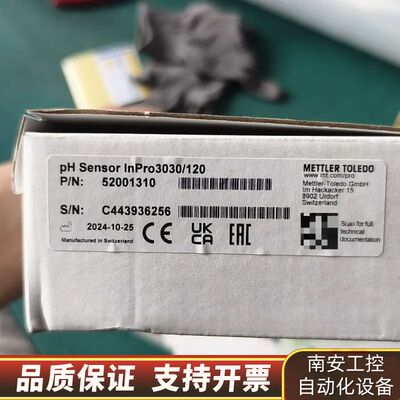 pH Sensor InPro3030/120
P/N: 52001310
S/N: C443936256
2024-10-25
CE UK CA EAC
Manufactured in Switzerland
METTLER TOLEDO
www.mt.com/pro
Mettler-Toledo GmbH
Im Hackacker 15
8902 Urdorf
Switzerland
Scan for full
technical
documentation
品质保证 支持开票
南安工控
自动化设备